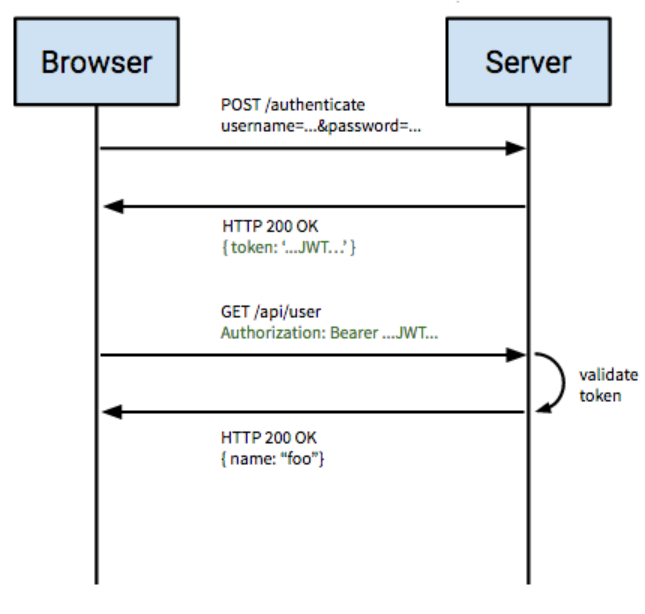 Browser
Server
POST /authenticate
username=...&password=...
HTTP 200 OK
{ token: ‘...JWT...’ }
GET /api/user
Authorization: Bearer ...JWT...
validate
token
HTTP 200 OK
{ name: “foo”}